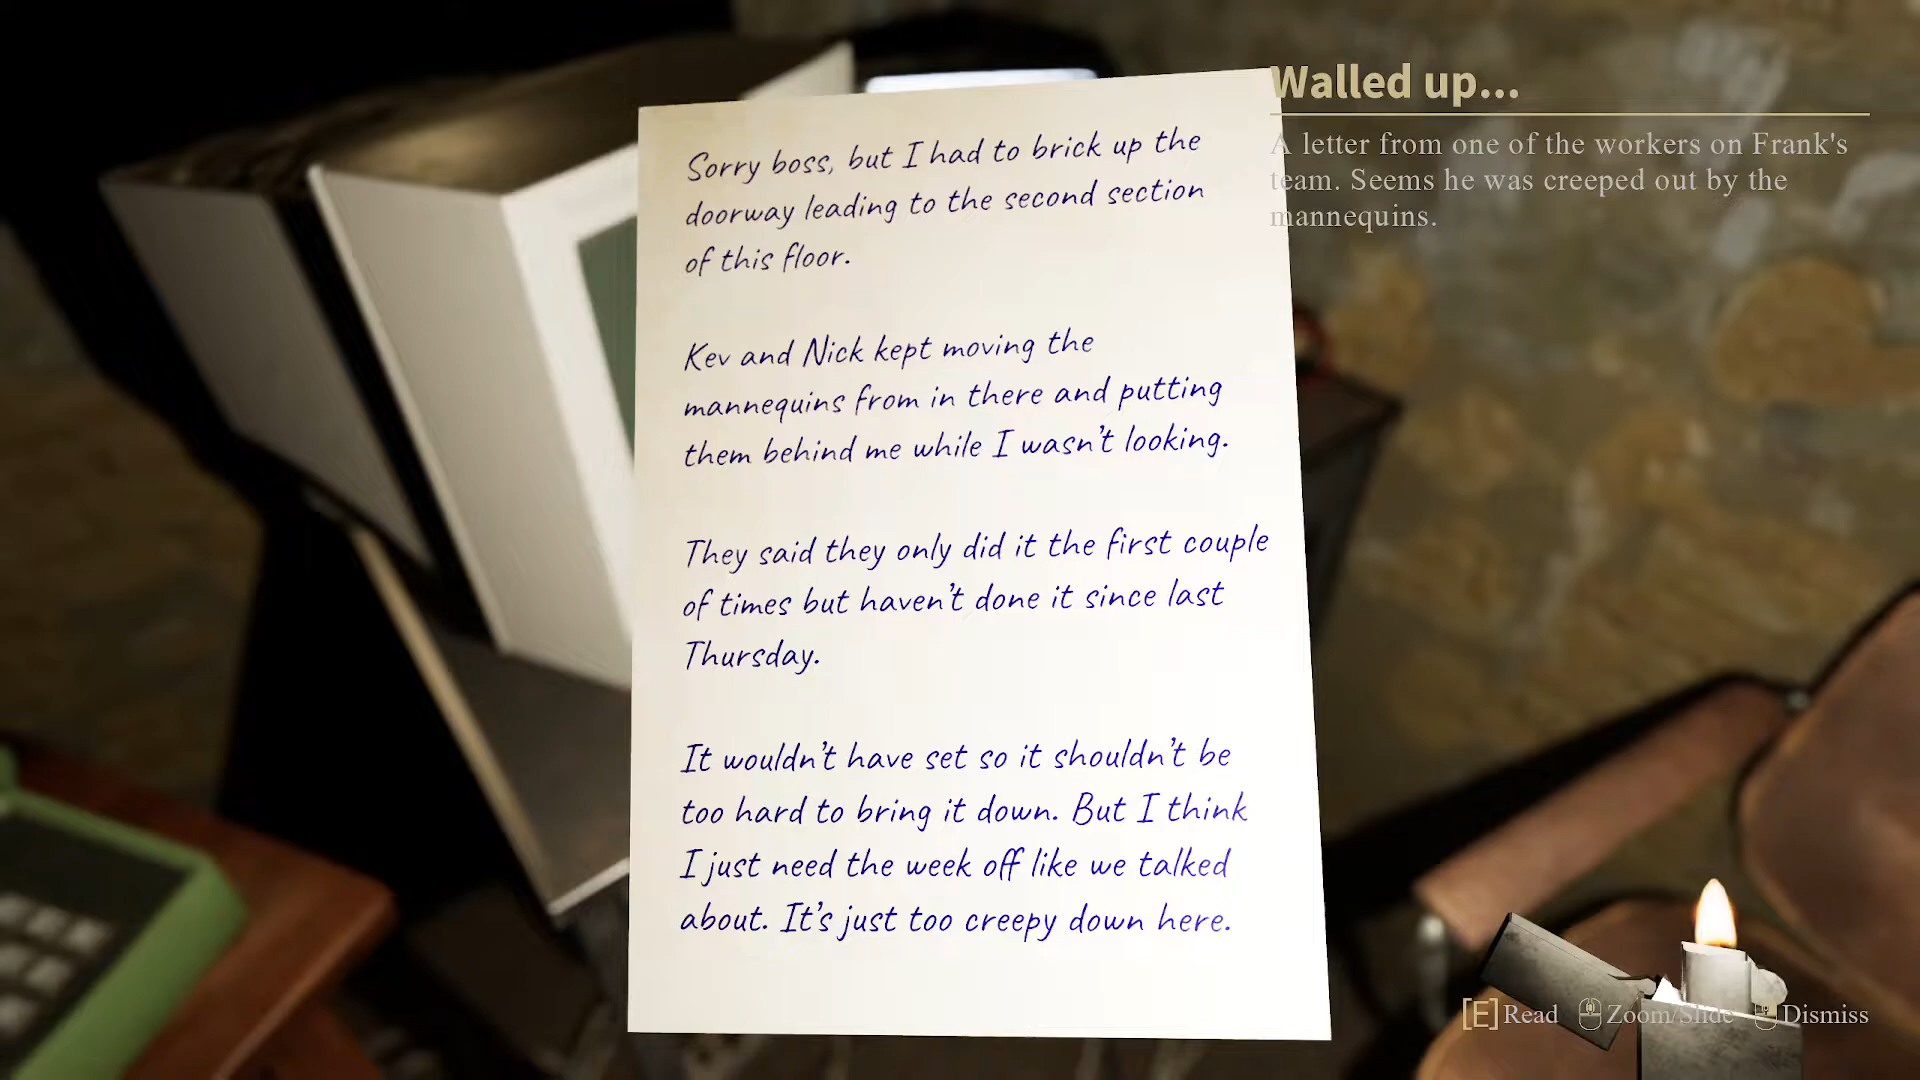 Sorry boss, but I had to brick up the
doorway leading to the second section
of this floor.
Kev and Nick kept moving the
mannequins from in there and putting
them behind me while I wasn't looking.
They said they only did it the first couple
of times but haven't done it since last
Thursday.
It wouldn't have set so it shouldn't be
too hard to bring it down. But I think
I just need the week off like we talked
about. It's just too creepy down here.
Walled up...
A letter from one of the workers on Frank's
team. Seems he was creeped out by the
mannequins.
[E] Read Zoom/Slide Dismiss